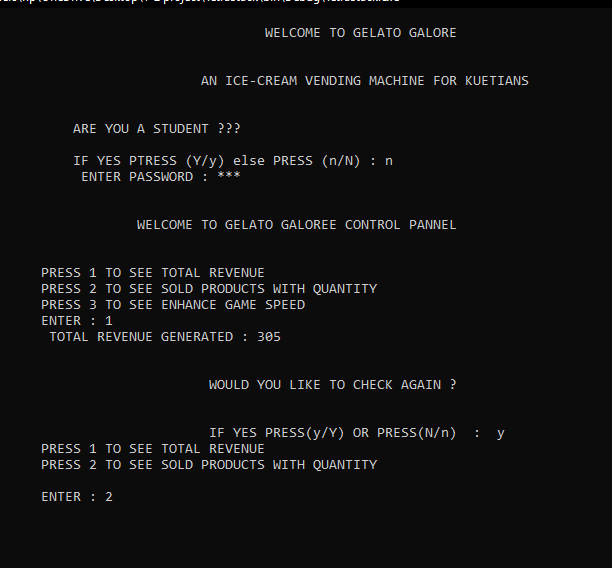 WELCOME TO GELATO GALORE
AN ICE-CREAM VENDING MACHINE FOR KUETIANS
ARE YOU A STUDENT ???
IF YES PTRESS (Y/y) else PRESS (n/N) : n
ENTER PASSWORD : ***
WELCOME TO GELATO GALOREE CONTROL PANNEL
PRESS 1 TO SEE TOTAL REVENUE
PRESS 2 TO SEE SOLD PRODUCTS WITH QUANTITY
PRESS 3 TO SEE ENHANCE GAME SPEED
ENTER : 1
TOTAL REVENUE GENERATED : 305
WOULD YOU LIKE TO CHECK AGAIN ?
IF YES PRESS(y/Y) OR PRESS(N/n) : y
PRESS 1 TO SEE TOTAL REVENUE
PRESS 2 TO SEE SOLD PRODUCTS WITH QUANTITY
ENTER : 2